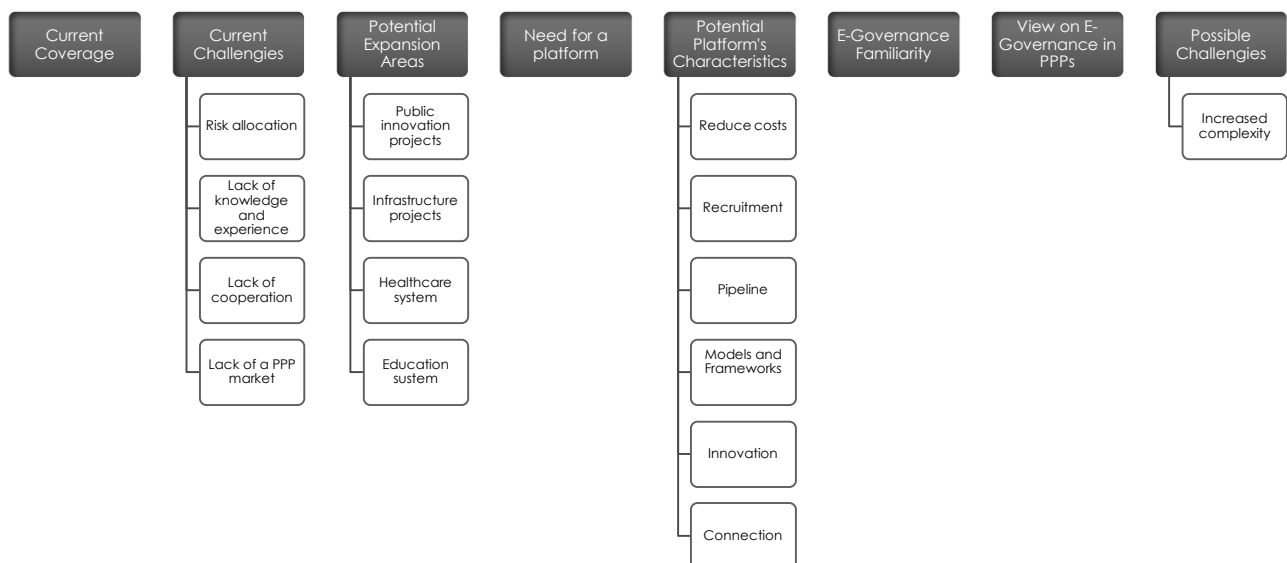 Current
Coverage
Current
Challengies
Potential
Expansion
Areas
Need for a
platform
Potential
Platform's
Characteristics
E-Governance
Familiarity
View on E-
Governance in
PPPs
Possible
Challengies
Risk allocation
Lack of
knowledge
and
experience
Lack of
cooperation
Lack of a PPP
market
Public
innovation
projects
Infrastructure
projects
Healthcare
system
Education
sustem
Reduce costs
Recruitment
Pipeline
Models and
Frameworks
Innovation
Connection
Increased
complexity